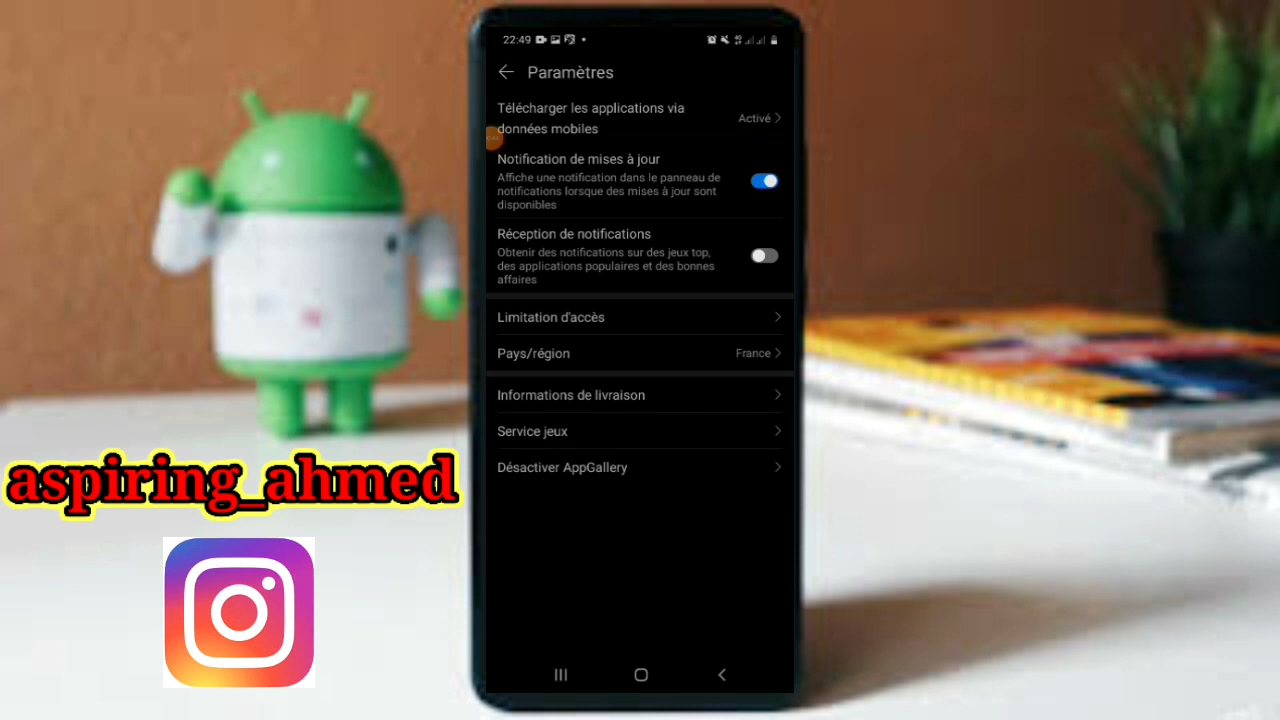 22:49
Paramètres
Télécharger les applications via
données mobiles
Activé
Notification de mises à jour
Affiche une notification dans le panneau de
notifications lorsque des mises à jour sont
disponibles
Réception de notifications
Obtenir des notifications sur des jeux top,
des applications populaires et des bonnes
affaires
Limitation d'accès
Pays/région
France
Informations de livraison
Service jeux
Désactiver AppGallery
aspiring_ahmed